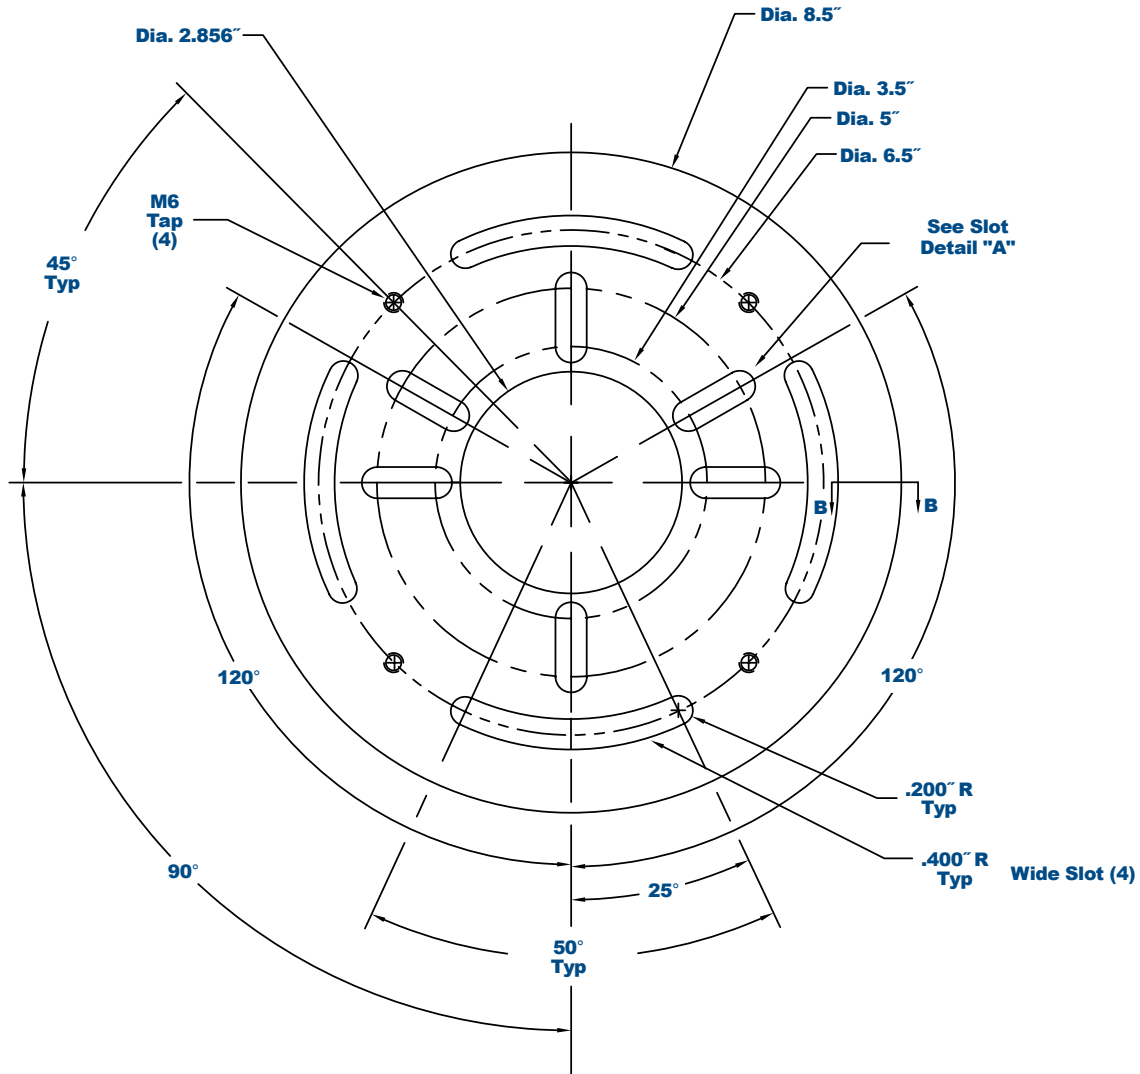 Dia. 8.5″
Dia. 2.856″
Dia. 3.5″
Dia. 5″
Dia. 6.5″
M6
Tap
(4)
See Slot
Detail "A"
45°
Typ
B
B
120°
120°
.200″ R
Typ
90°
.400″ R
Typ
Wide Slot (4)
25°
50°
Typ